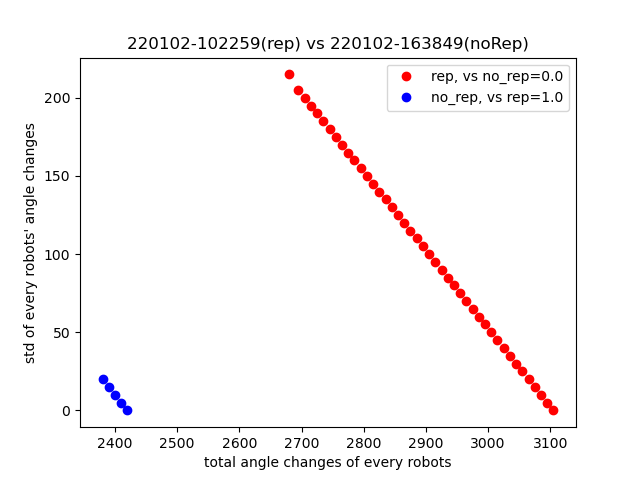 220102-102259(rep) vs 220102-163849(noRep)
rep, vs no_rep=0.0
no_rep, vs rep=1.0
200
150
100
50
0
std of every robots' angle changes
2400 2500 2600 2700 2800 2900 3000 3100
total angle changes of every robots